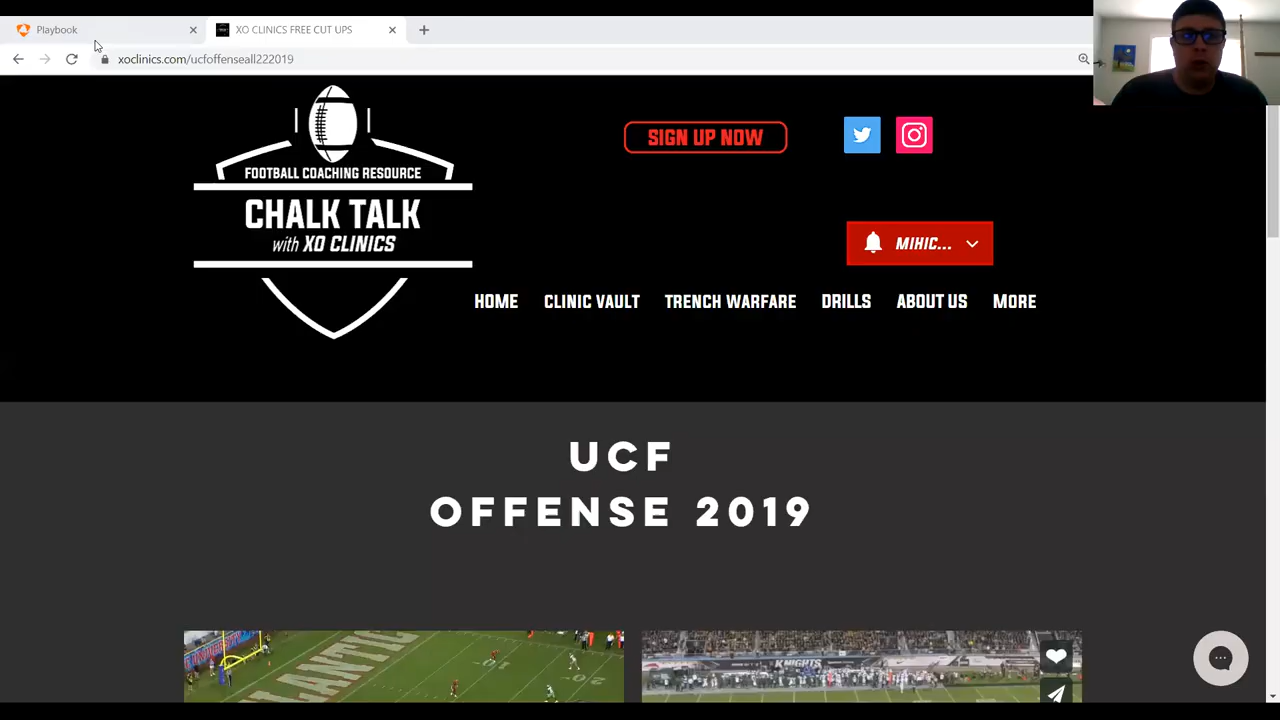 Playbook
XO CLINICS FREE CUT UPS
xoclinics.com/ucfoffenseall222019
FOOTBALL COACHING RESOURCE
CHALK TALK
with XO CLINICS
SIGN UP NOW
MIHIC...
HOME CLINIC VAULT TRENCH WARFARE DRILLS ABOUT US MORE
UCF
OFFENSE 2019
ATLANTIC
KNIGHTS